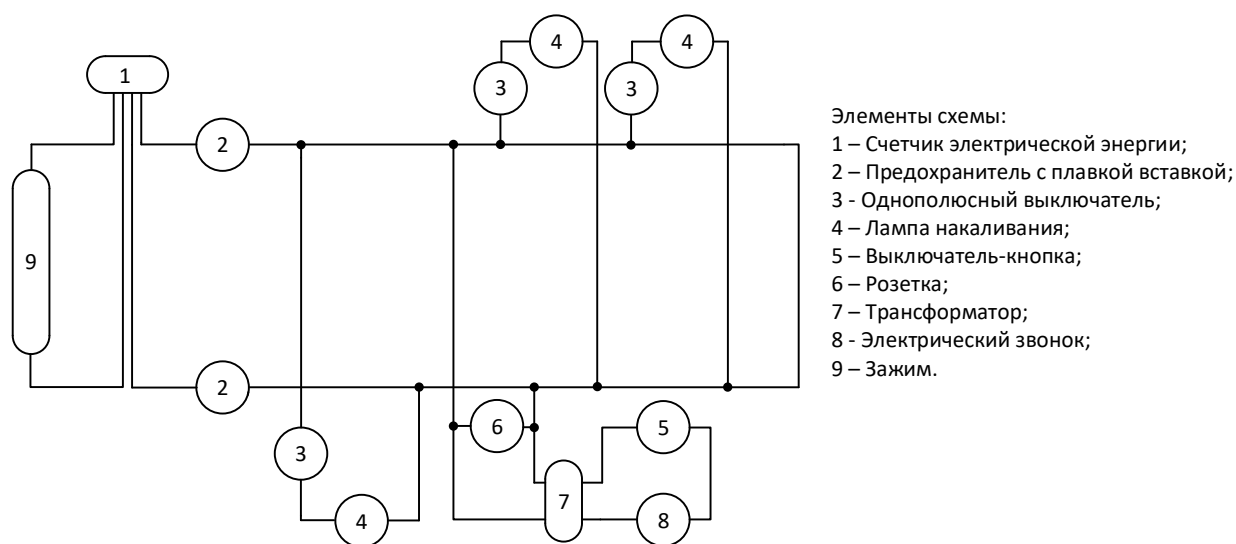 4
4
1
3
3
2
9
2
6
5
3
7
4
8
Элементы схемы:
1 – Счетчик электрической энергии;
2 – Предохранитель с плавкой вставкой;
3 - Однополюсный выключатель;
4 – Лампа накаливания;
5 – Выключатель-кнопка;
6 – Розетка;
7 – Трансформатор;
8 - Электрический звонок;
9 – Зажим.